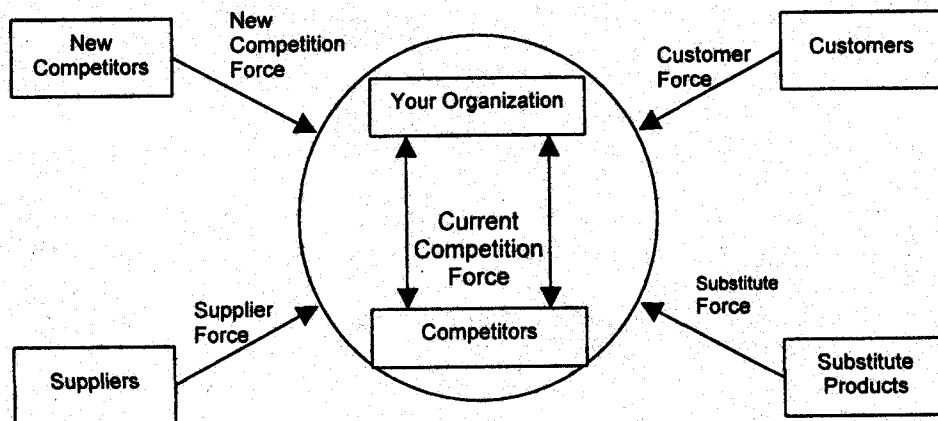 New
Competitors
New
Competition
Force
Customer
Force
Customers
Your Organization
Current
Competition
Force
Competitors
Supplier
Force
Suppliers
Substitute
Force
Substitute
Products